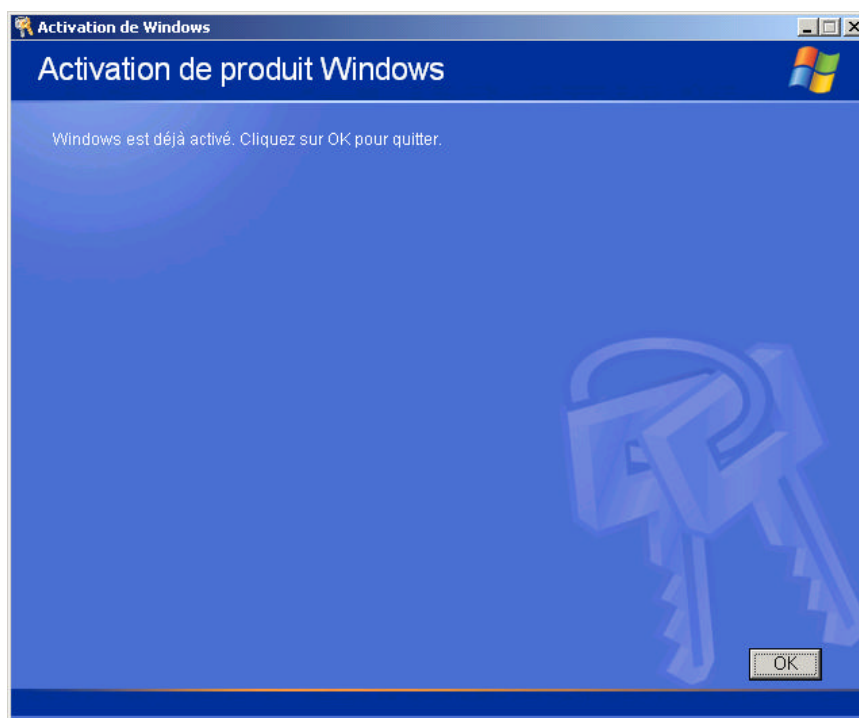 Activation de Windows
Activation de produit Windows
Windows est déjà activé. Cliquez sur OK pour quitter.
OK